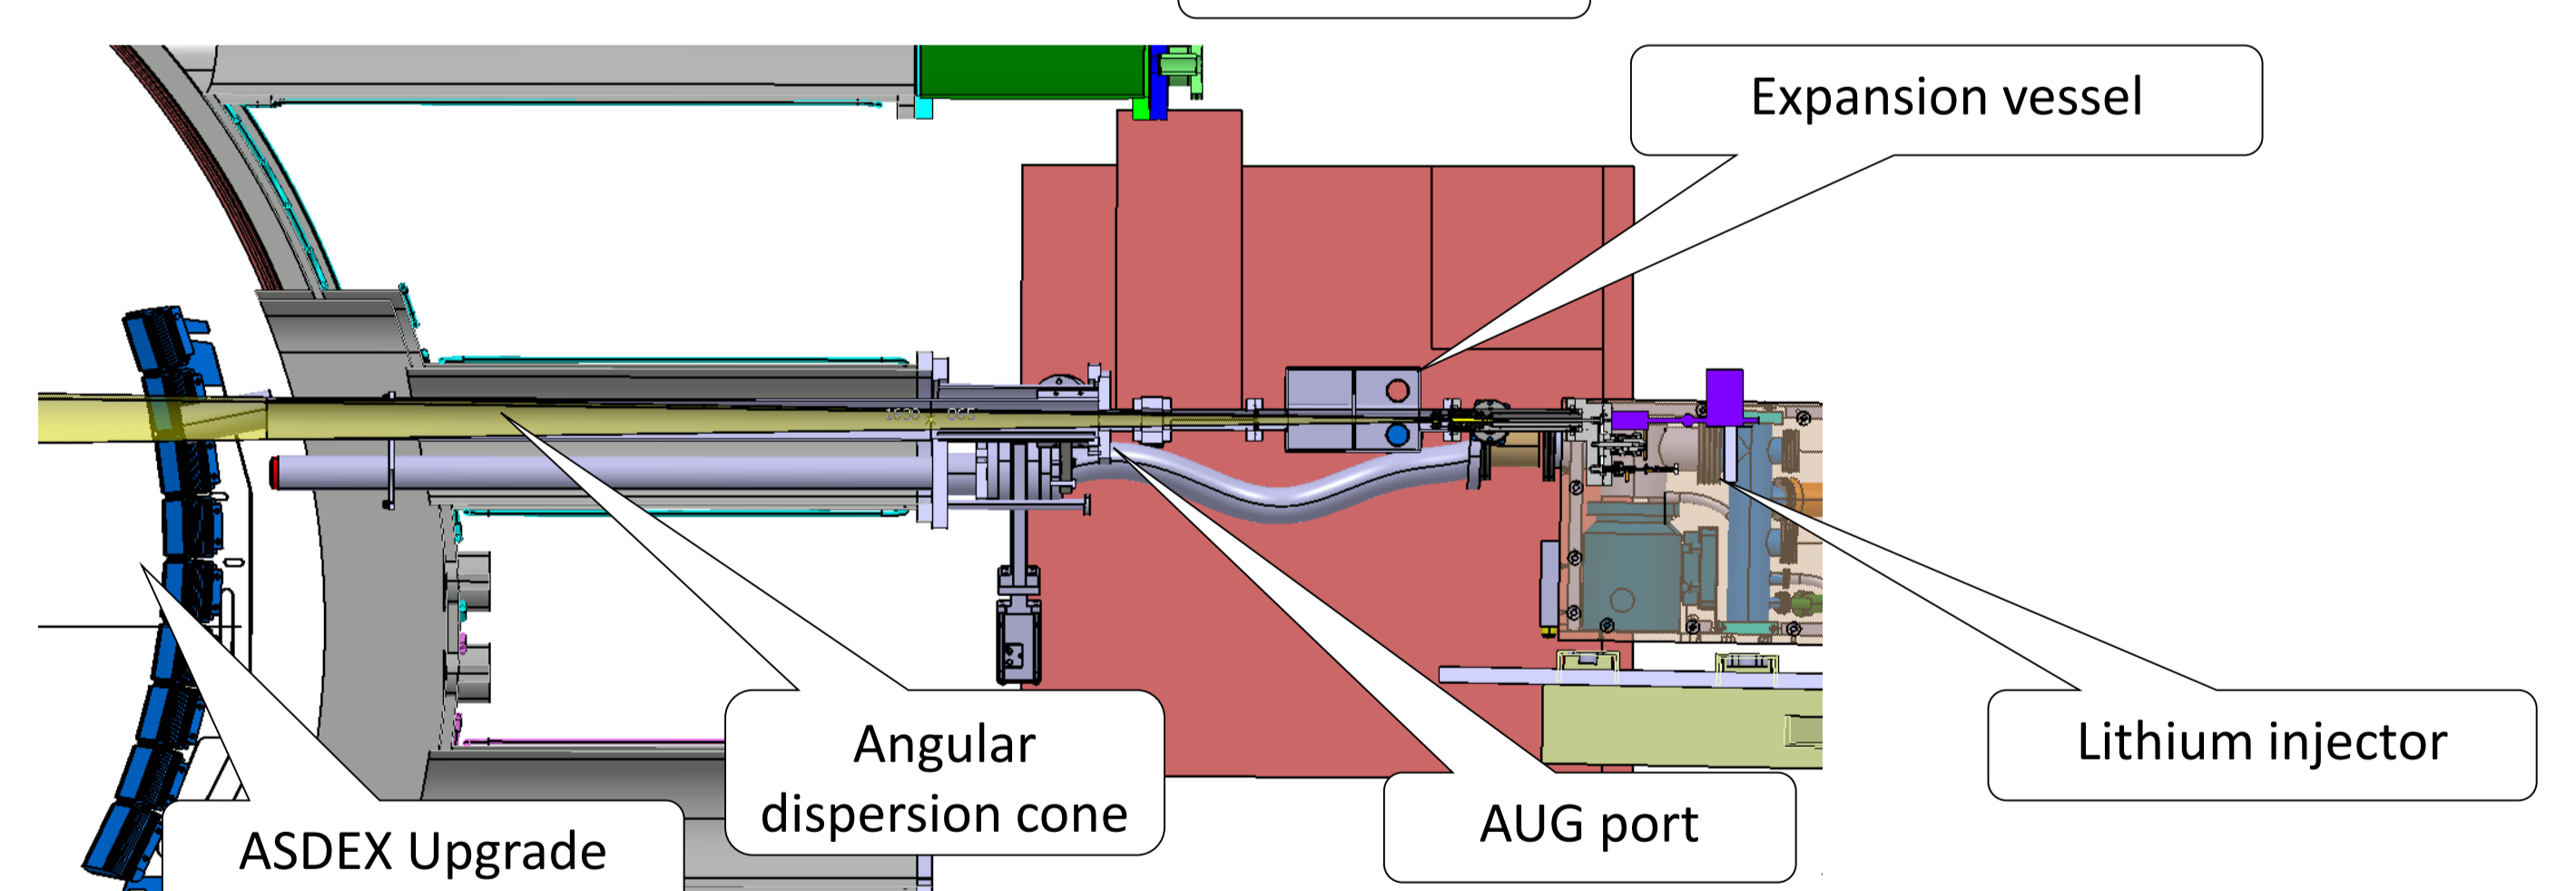 Expansion vessel
Angular
dispersion cone
Lithium injector
AUG port
ASDEX Upgrade